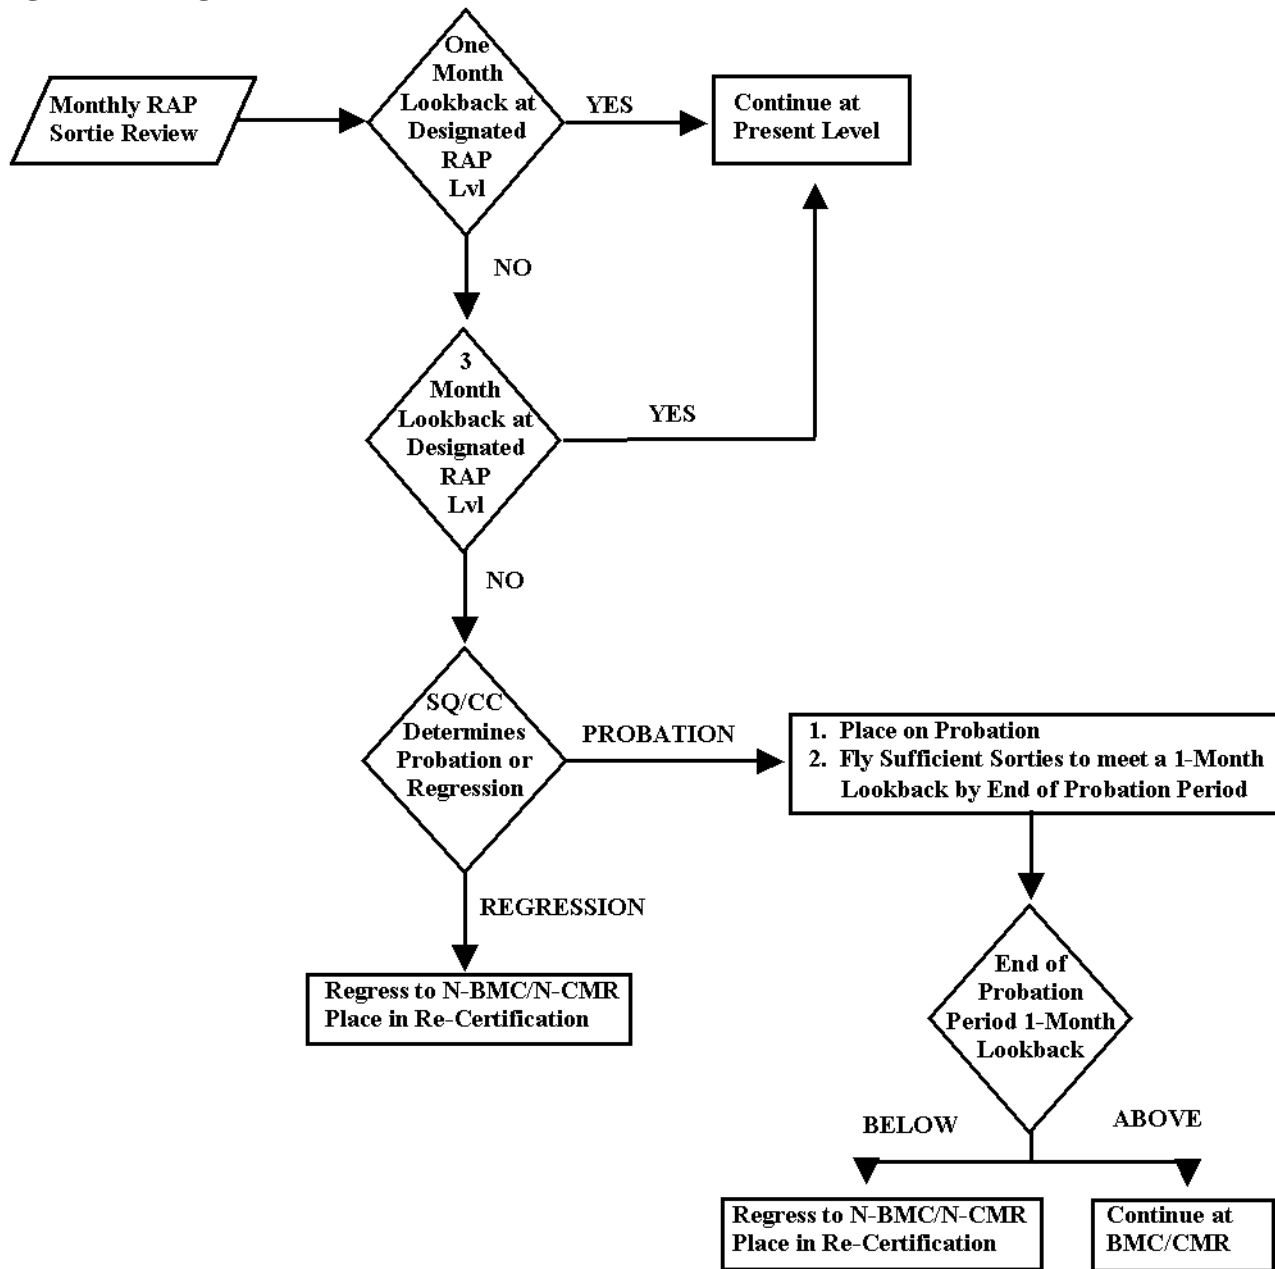 One
Month
Lookback at
Designated
RAP
Lvl
Monthly RAP
Sortie Review
YES
Continue at
Present Level
NO
3
Month
Lookback at
Designated
RAP
Lvl
YES
NO
SQ/CC
Determines
Probation or
Regression
PROBATION
1. Place on Probation
2. Fly Sufficient Sorties to meet a 1-Month
Lookback by End of Probation Period
REGRESSION
Regress to N-BMC/N-CMR
Place in Re-Certification
End of
Probation
Period 1-Month
Lookback
BELOW
ABOVE
Regress to N-BMC/N-CMR
Place in Re-Certification
Continue at
BMC/CMR